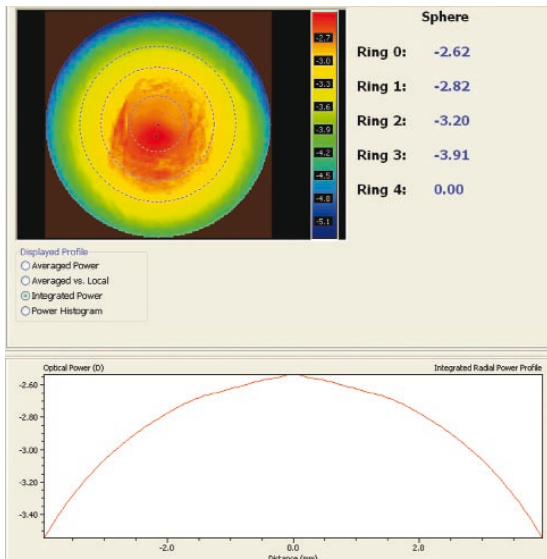 Sphere
-2.7
-3.0
-3.3
-3.6
-3.9
-4.2
-4.5
-4.8
-5.1
Ring 0: -2.62
Ring 1: -2.82
Ring 2: -3.20
Ring 3: -3.91
Ring 4: 0.00
Displayed Profile
Averaged Power
Averaged vs. Local
Integrated Power
Power Histogram
Optical Power (D) Integrated Radial Power Profile
-2.60
-2.80
-3.00
-3.20
-3.40
-2.0 0.0 2.0
Distance (mm)